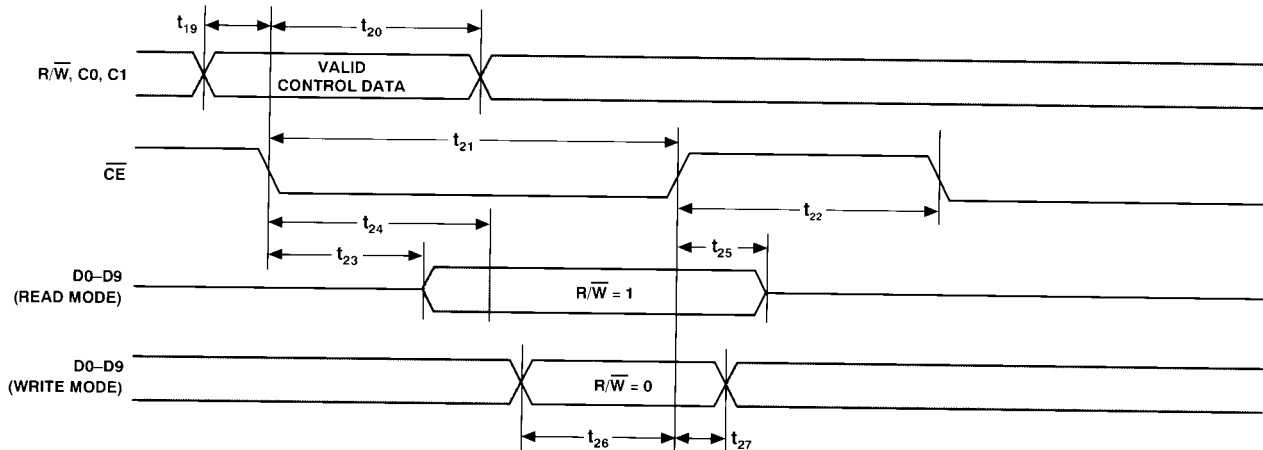 t19
t20
R/W̅, C0, C1
VALID
CONTROL DATA
t21
C̅E̅
t22
t24
t23
t25
D0–D9
(READ MODE)
R/W̅ = 1
D0–D9
(WRITE MODE)
R/W̅ = 0
t26
t27